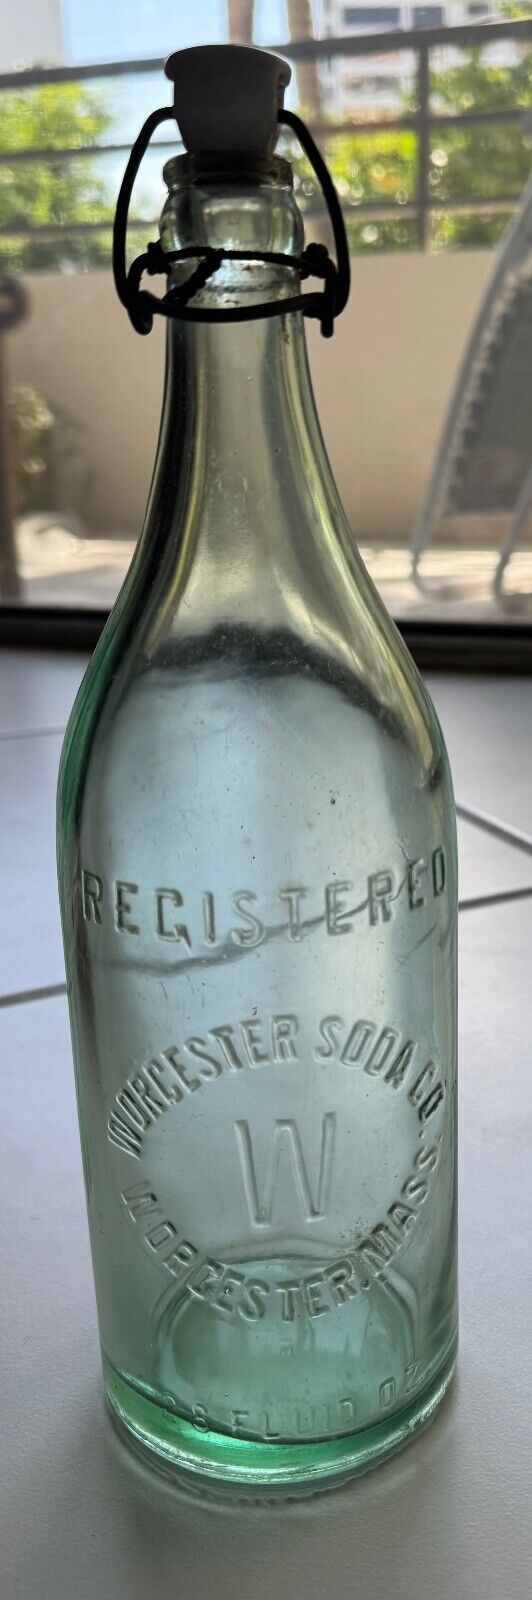 REGISTERED
WORCESTER SODA CO.
W
WORCESTER, MASS.
28 FLUID OZ.